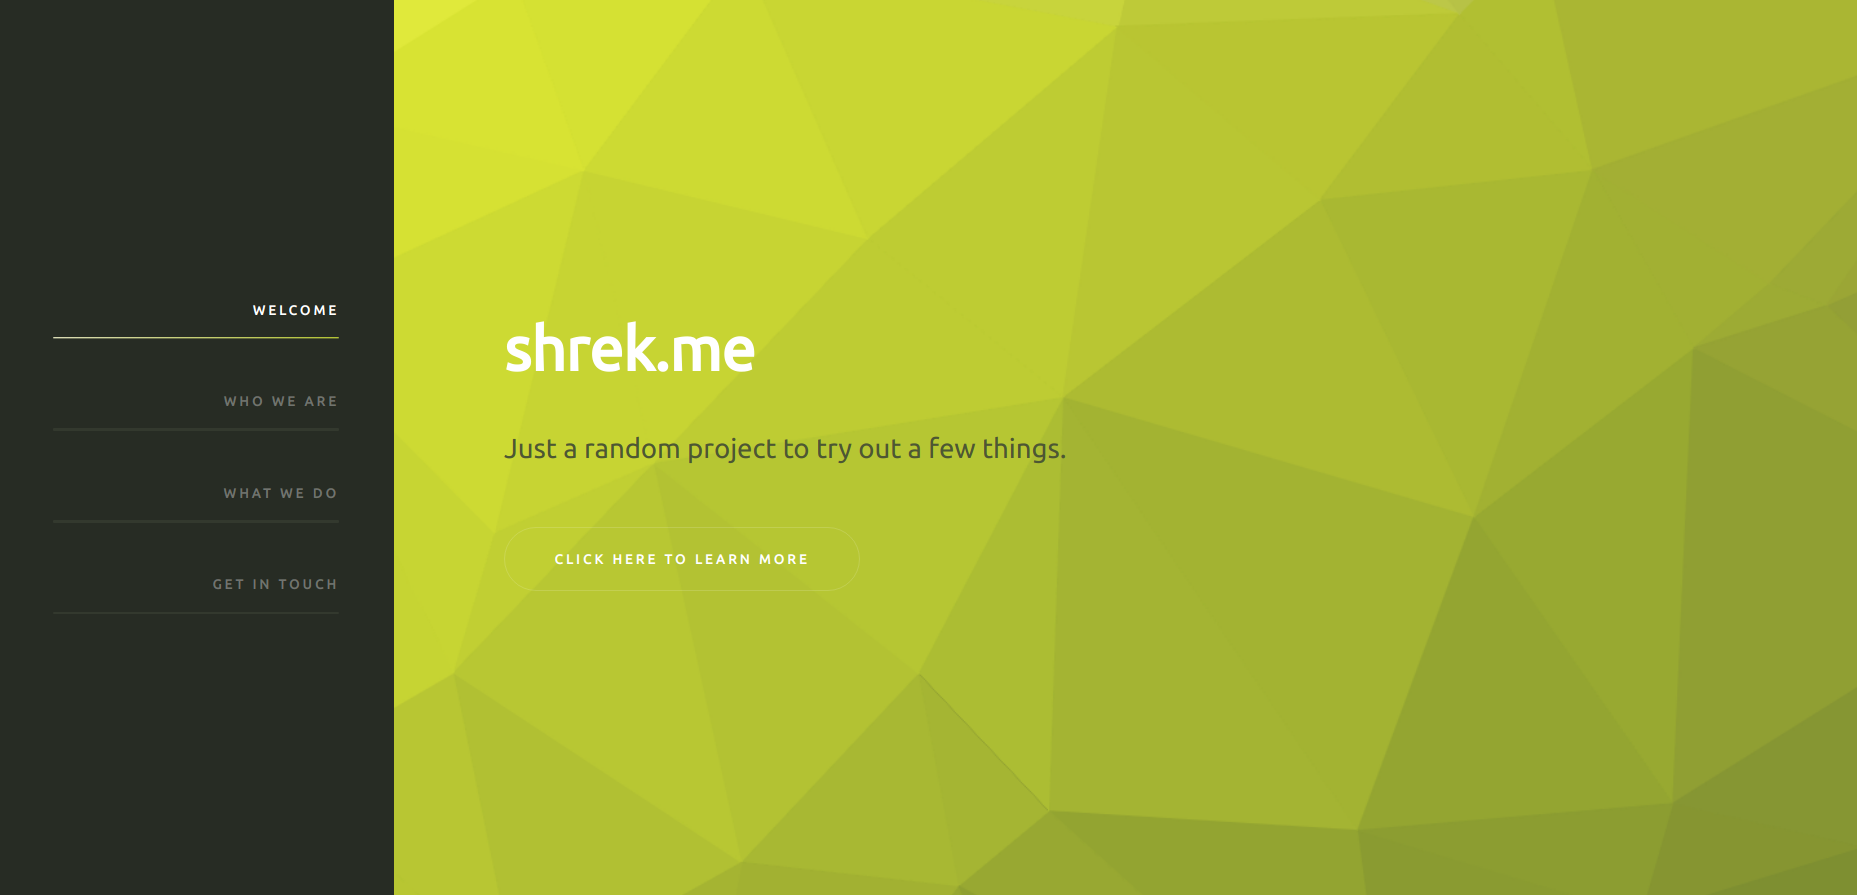 WELCOME
WHO WE ARE
WHAT WE DO
GET IN TOUCH
shrek.me
Just a random project to try out a few things.
CLICK HERE TO LEARN MORE